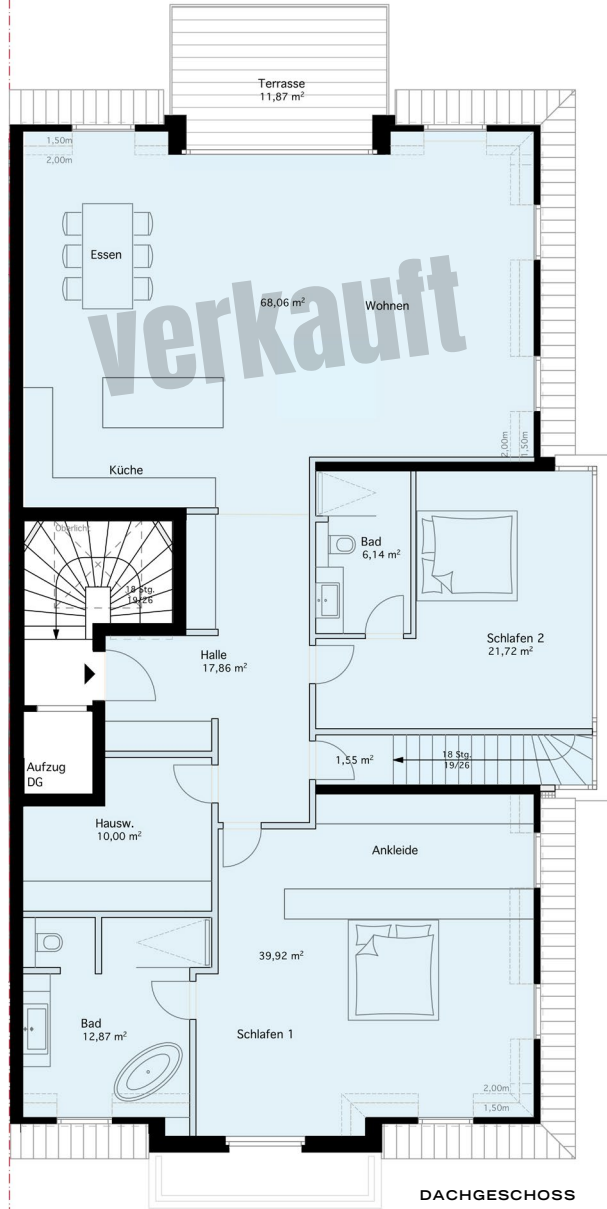 Terrasse
11,87 m²
1,50m
2,00m
Essen
68,06 m²
Wohnen
verkauft
2,00m
1,50m
Küche
Oberlicht
18 Stg.
19/26
Bad
6,14 m²
Schlafen 2
21,72 m²
Halle
17,86 m²
Aufzug
DG
1,55 m²
18 Stg.
19/26
Hausw.
10,00 m²
Ankleide
39,92 m²
Bad
12,87 m²
Schlafen 1
2,00m
1,50m
DACHGESCHOSS